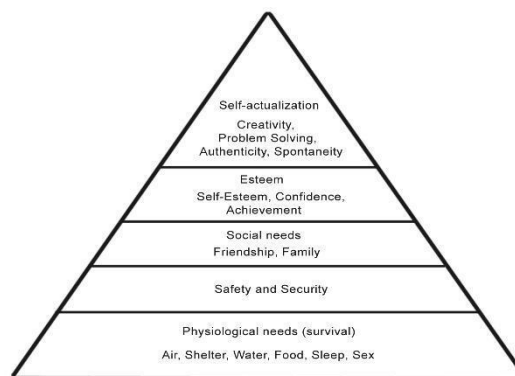 Self-actualization
Creativity,
Problem Solving,
Authenticity, Spontaneity
Esteem
Self-Esteem, Confidence,
Achievement
Social needs
Friendship, Family
Safety and Security
Physiological needs (survival)
Air, Shelter, Water, Food, Sleep, Sex